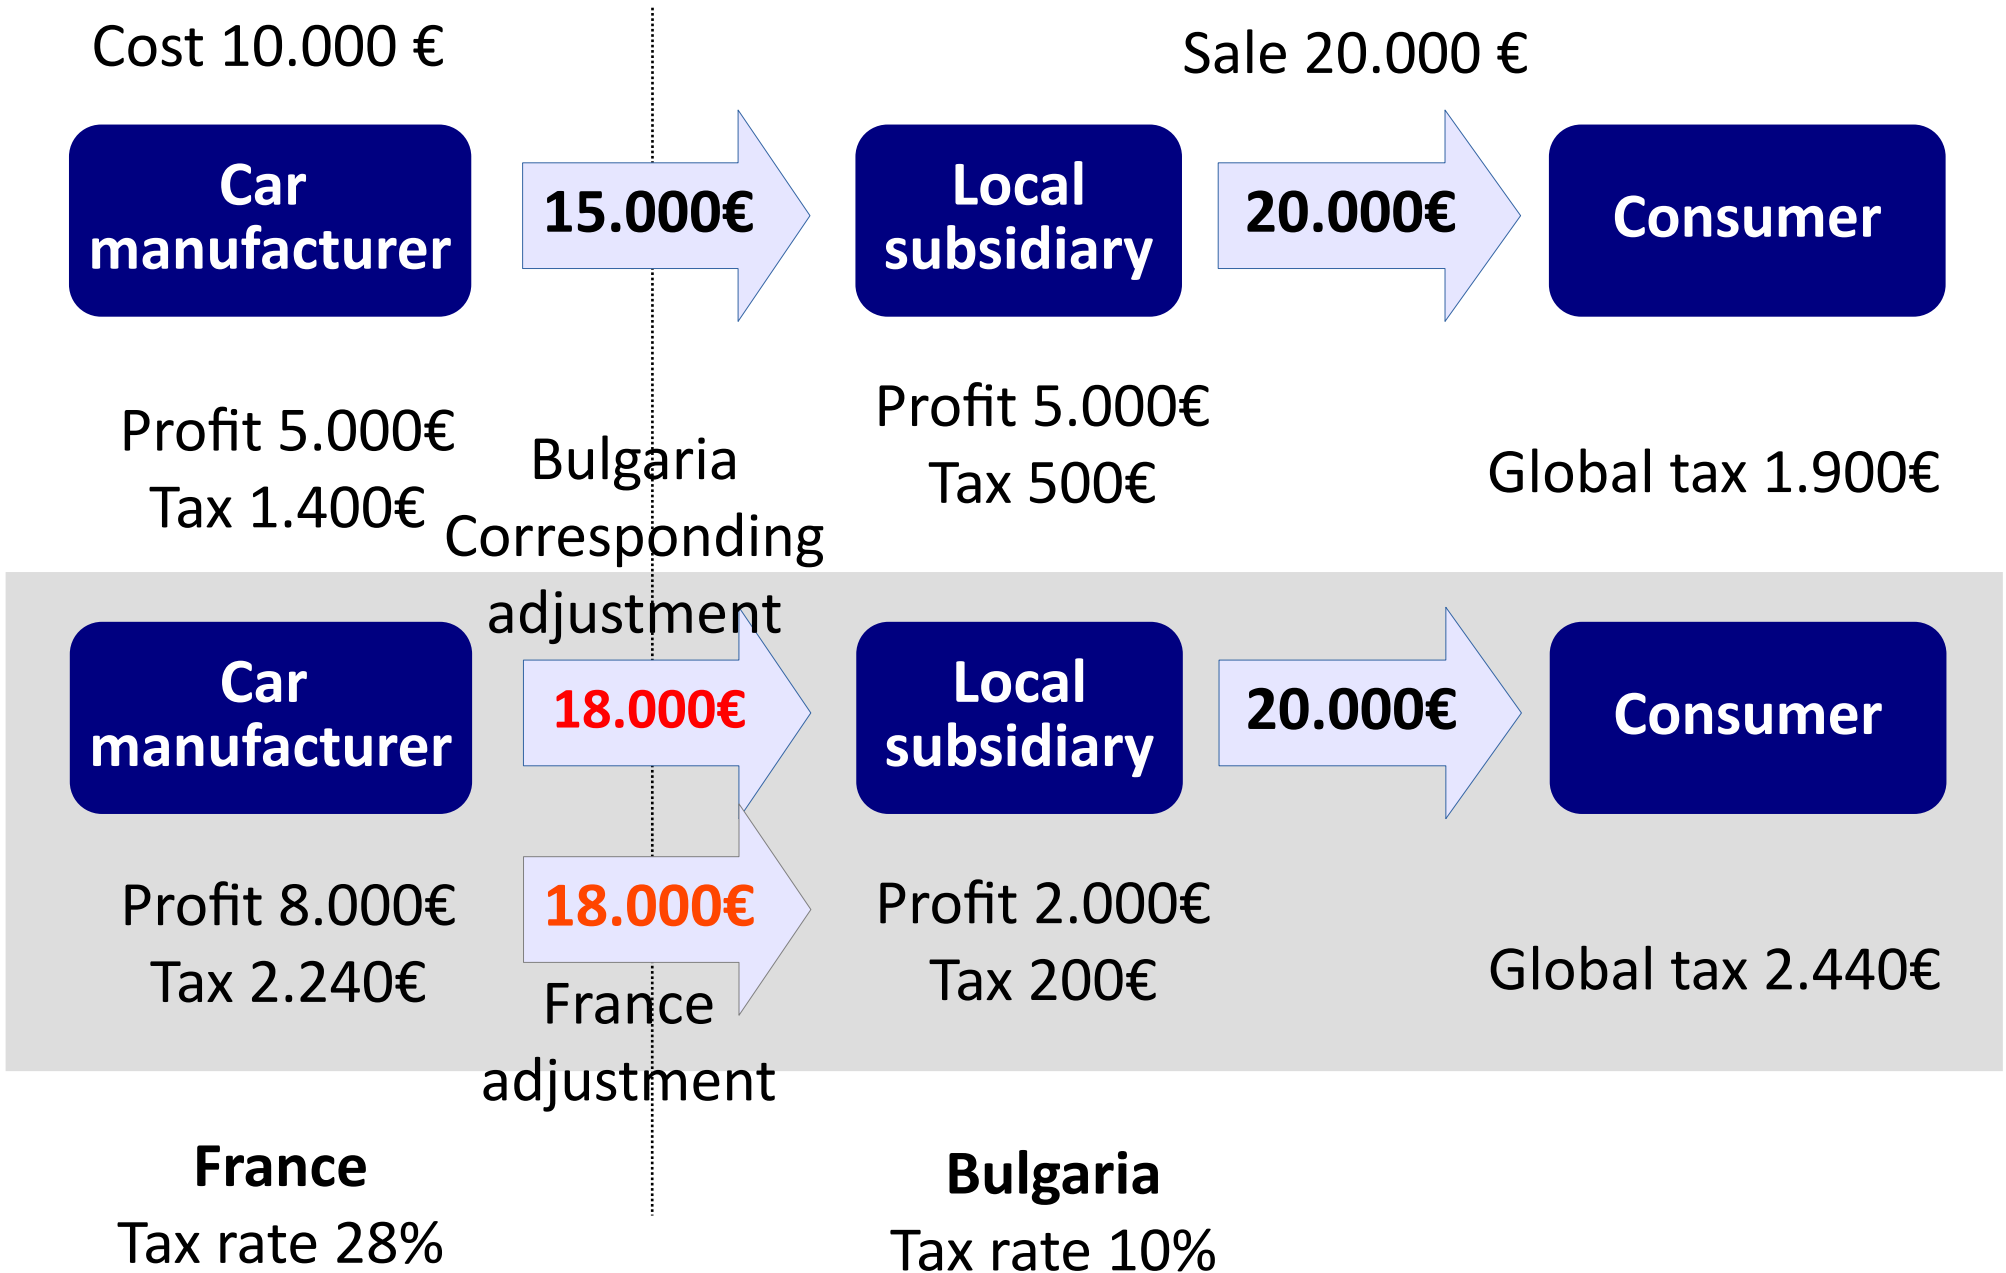 Cost 10.000 €
Sale 20.000 €
Car
manufacturer
15.000€
Local
subsidiary
20.000€
Consumer
Profit 5.000€
Tax 1.400€
Bulgaria
Corresponding
adjustment
Profit 5.000€
Tax 500€
Global tax 1.900€
Car
manufacturer
18.000€
Local
subsidiary
20.000€
Consumer
Profit 8.000€
Tax 2.240€
18.000€
France
adjustment
Profit 2.000€
Tax 200€
Global tax 2.440€
France
Tax rate 28%
Bulgaria
Tax rate 10%